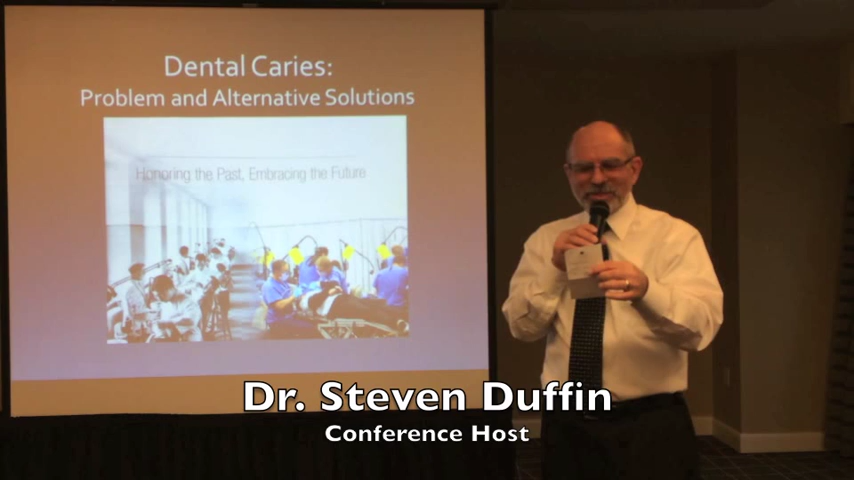 Dental Caries:
Problem and Alternative Solutions
Honoring the Past, Embracing the Future
Dr. Steven Duffin
Conference Host